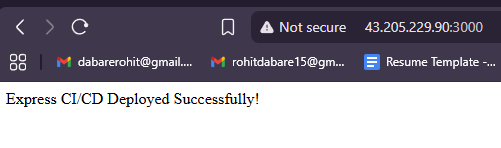 Not secure 43.205.229.90:3000
dabarerohit@gmail.... rohitdabare15@gm... Resume Template -...
Express CI/CD Deployed Successfully!